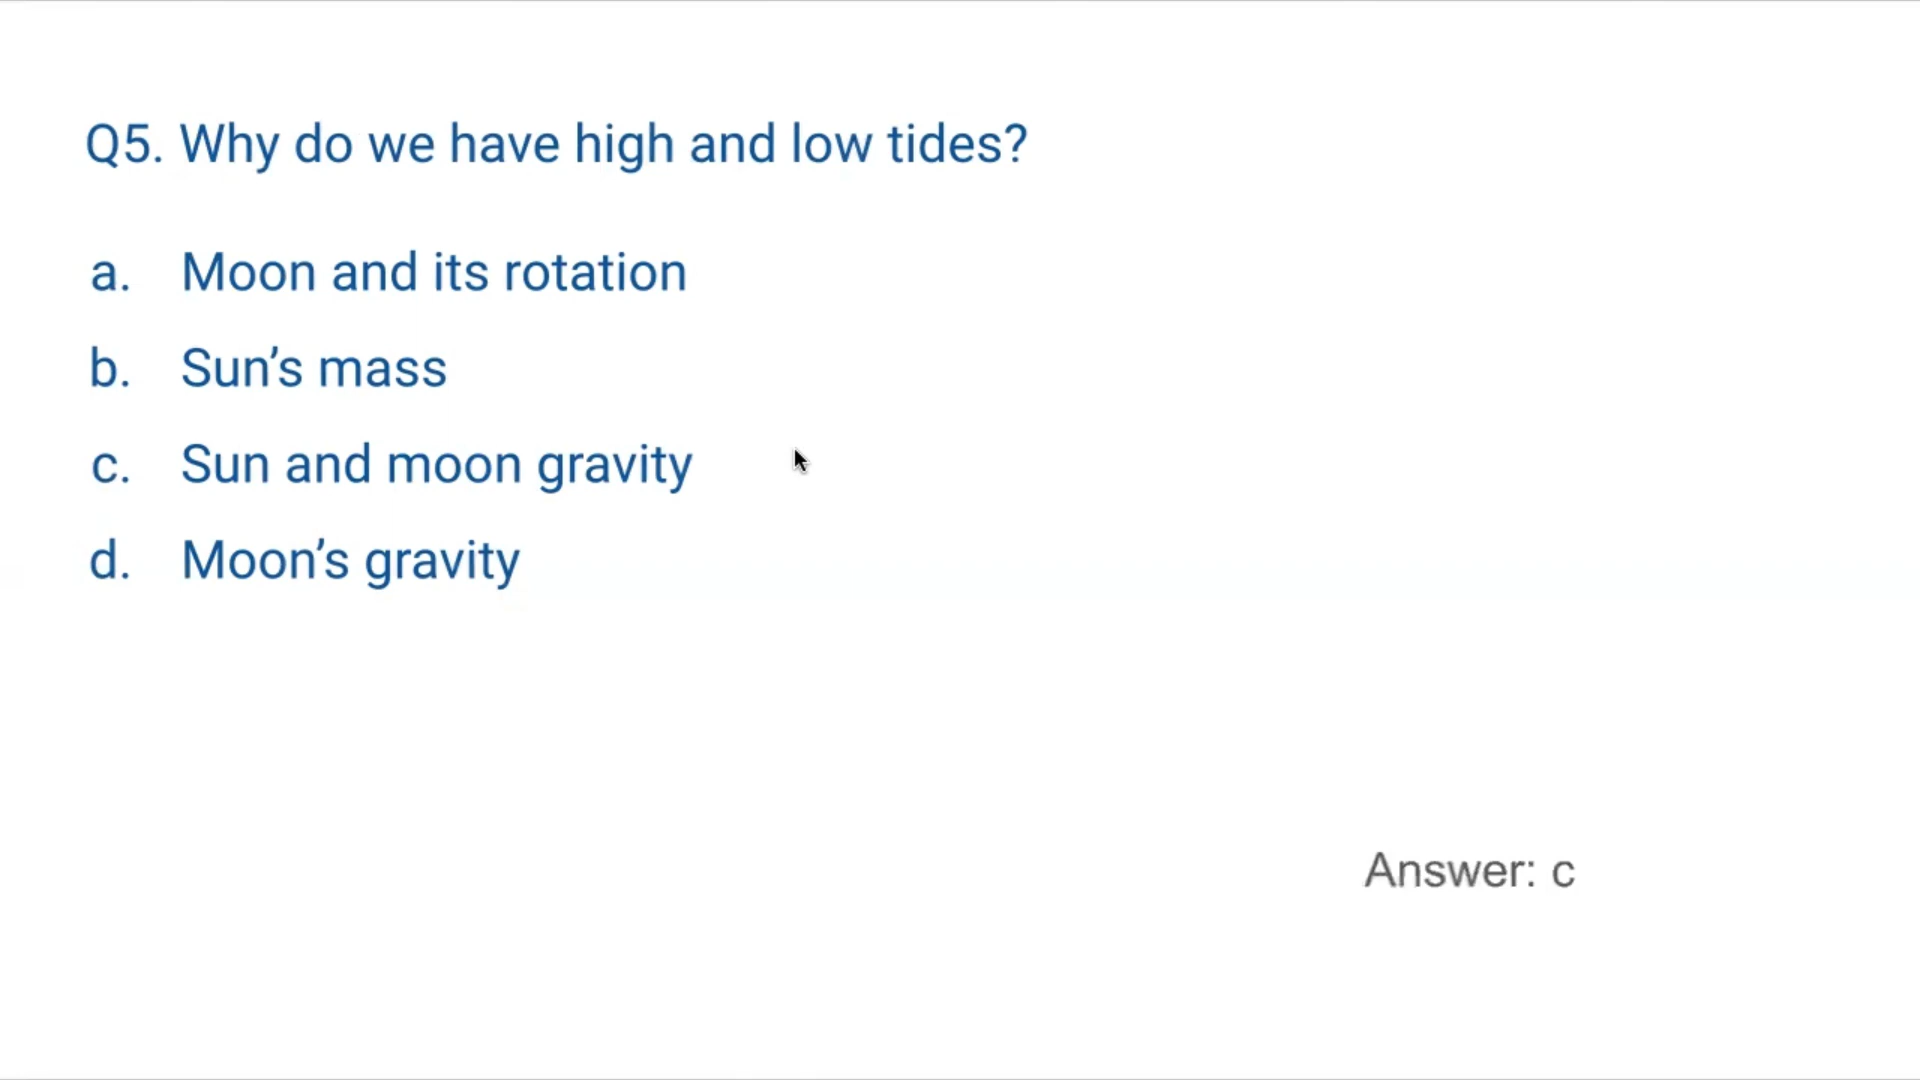 Q5. Why do we have high and low tides?
a. Moon and its rotation
b. Sun’s mass
c. Sun and moon gravity
d. Moon’s gravity
Answer: c